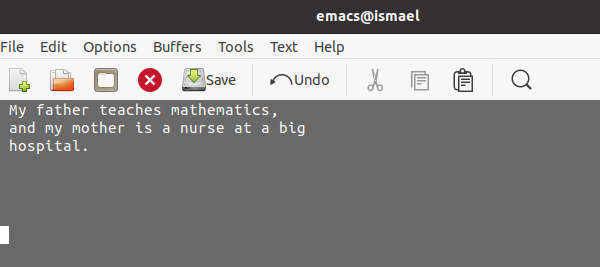 emacs@ismael
File Edit Options Buffers Tools Text Help
Save Undo
My father teaches mathematics,
and my mother is a nurse at a big
hospital.